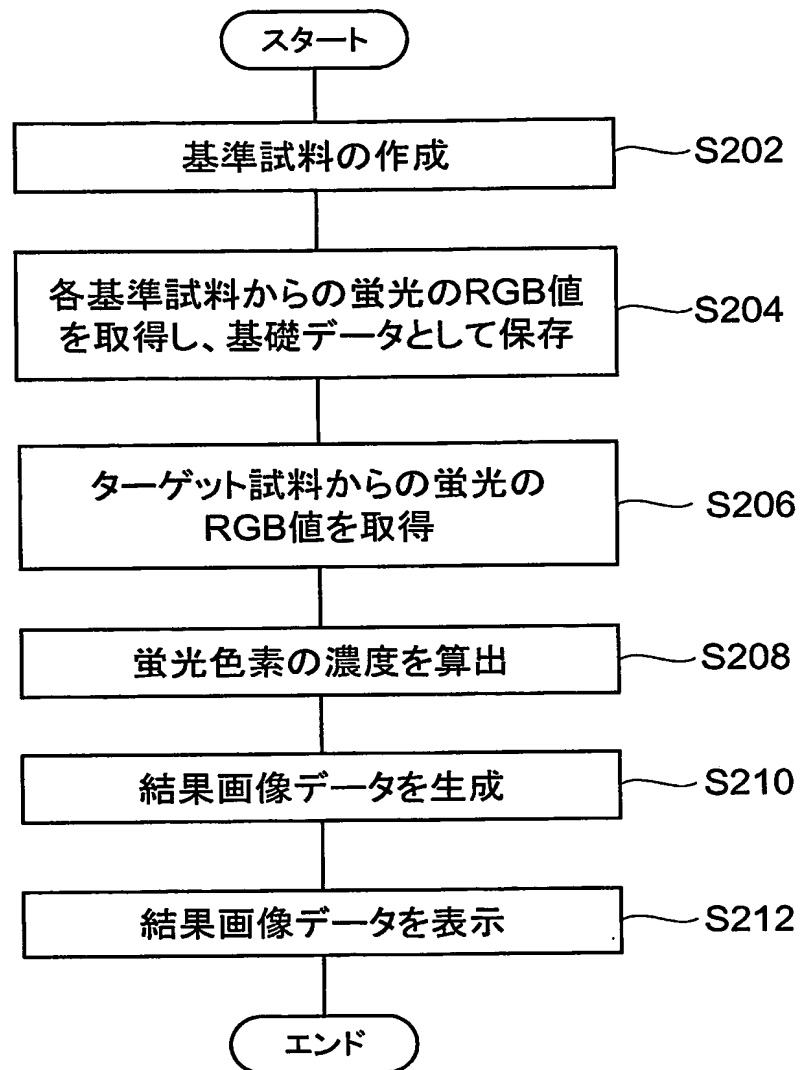 スタート
基準試料の作成
S202
各基準試料からの蛍光のRGB値
を取得し、基礎データとして保存
S204
ターゲット試料からの蛍光の
RGB値を取得
S206
蛍光色素の濃度を算出
S208
結果画像データを生成
S210
結果画像データを表示
S212
エンド